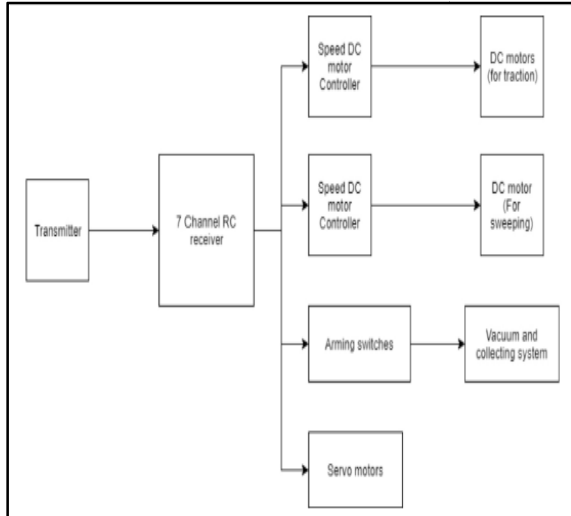 Speed DC
motor
Controller
DC motors
(for traction)
Transmitter
7 Channel RC
receiver
Speed DC
motor
Controller
DC motor
(For
sweeping)
Arming switches
Vacuum and
collecting system
Servo motors